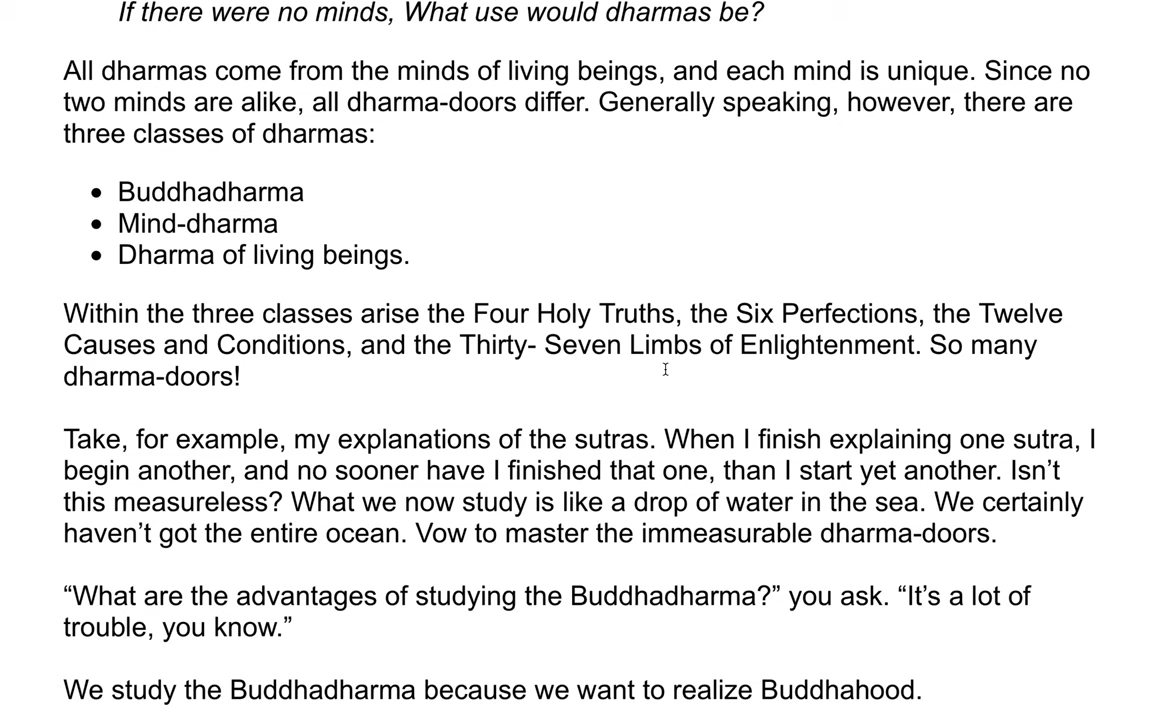 If there were no minds, What use would dharmas be?
All dharmas come from the minds of living beings, and each mind is unique. Since no
two minds are alike, all dharma-doors differ. Generally speaking, however, there are
three classes of dharmas:
• Buddhadharma
• Mind-dharma
• Dharma of living beings.
Within the three classes arise the Four Holy Truths, the Six Perfections, the Twelve
Causes and Conditions, and the Thirty- Seven Limbs of Enlightenment. So many
dharma-doors!
Take, for example, my explanations of the sutras. When I finish explaining one sutra, I
begin another, and no sooner have I finished that one, than I start yet another. Isn’t
this measureless? What we now study is like a drop of water in the sea. We certainly
haven’t got the entire ocean. Vow to master the immeasurable dharma-doors.
“What are the advantages of studying the Buddhadharma?” you ask. “It’s a lot of
trouble, you know.”
We study the Buddhadharma because we want to realize Buddhahood.